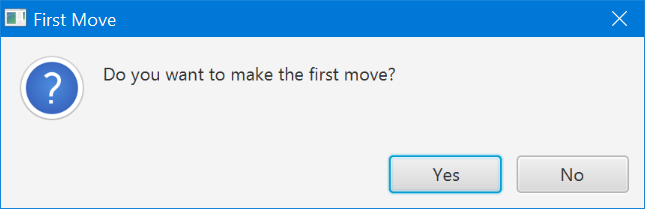 First Move
Do you want to make the first move?
Yes
No